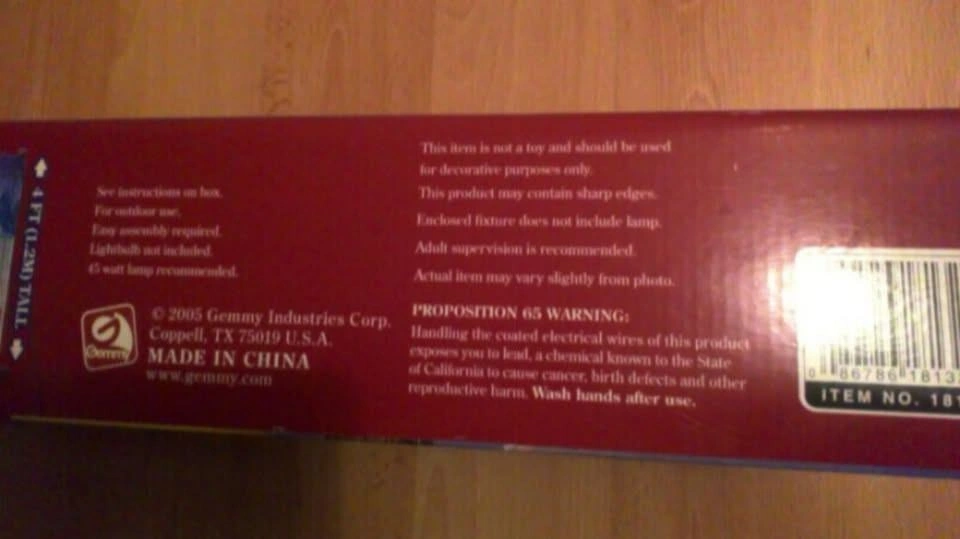 4 FT (1.2M) TALL
See instructions on box.
For outdoor use.
Easy assembly required.
Lightbulb not included.
45 watt lamp recommended.
Gemmy
© 2005 Gemmy Industries Corp.
Coppell, TX 75019 U.S.A.
MADE IN CHINA
www.gemmy.com
This item is not a toy and should be used
for decorative purposes only.
This product may contain sharp edges.
Enclosed fixture does not include lamp.
Adult supervision is recommended.
Actual item may vary slightly from photo.
PROPOSITION 65 WARNING:
Handling the coated electrical wires of this product
exposes you to lead, a chemical known to the State
of California to cause cancer, birth defects and other
reproductive harm. Wash hands after use.
0 86786 1813
ITEM NO. 181